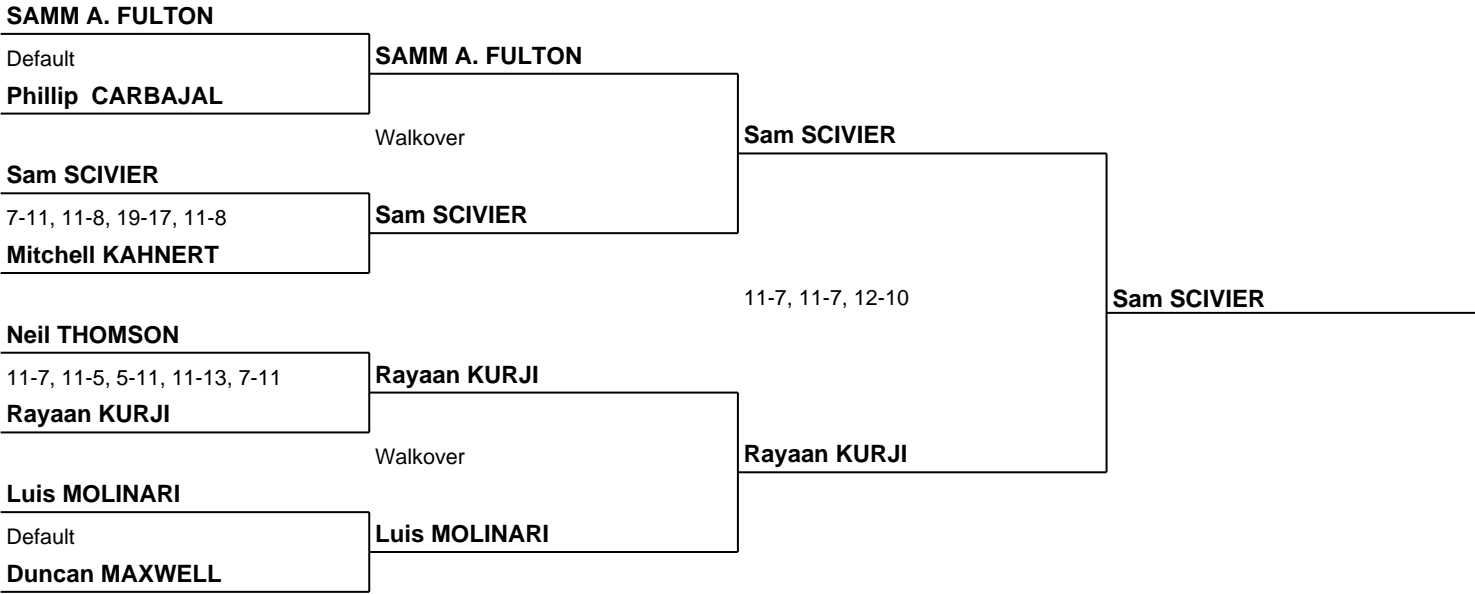 SAMM A. FULTON
Default
SAMM A. FULTON
Phillip  CARBAJAL
Walkover
Sam SCIVIER
Sam SCIVIER
7-11, 11-8, 19-17, 11-8
Sam SCIVIER
Mitchell KAHNERT
11-7, 11-7, 12-10
Sam SCIVIER
Neil THOMSON
11-7, 11-5, 5-11, 11-13, 7-11
Rayaan KURJI
Rayaan KURJI
Walkover
Rayaan KURJI
Luis MOLINARI
Default
Luis MOLINARI
Duncan MAXWELL